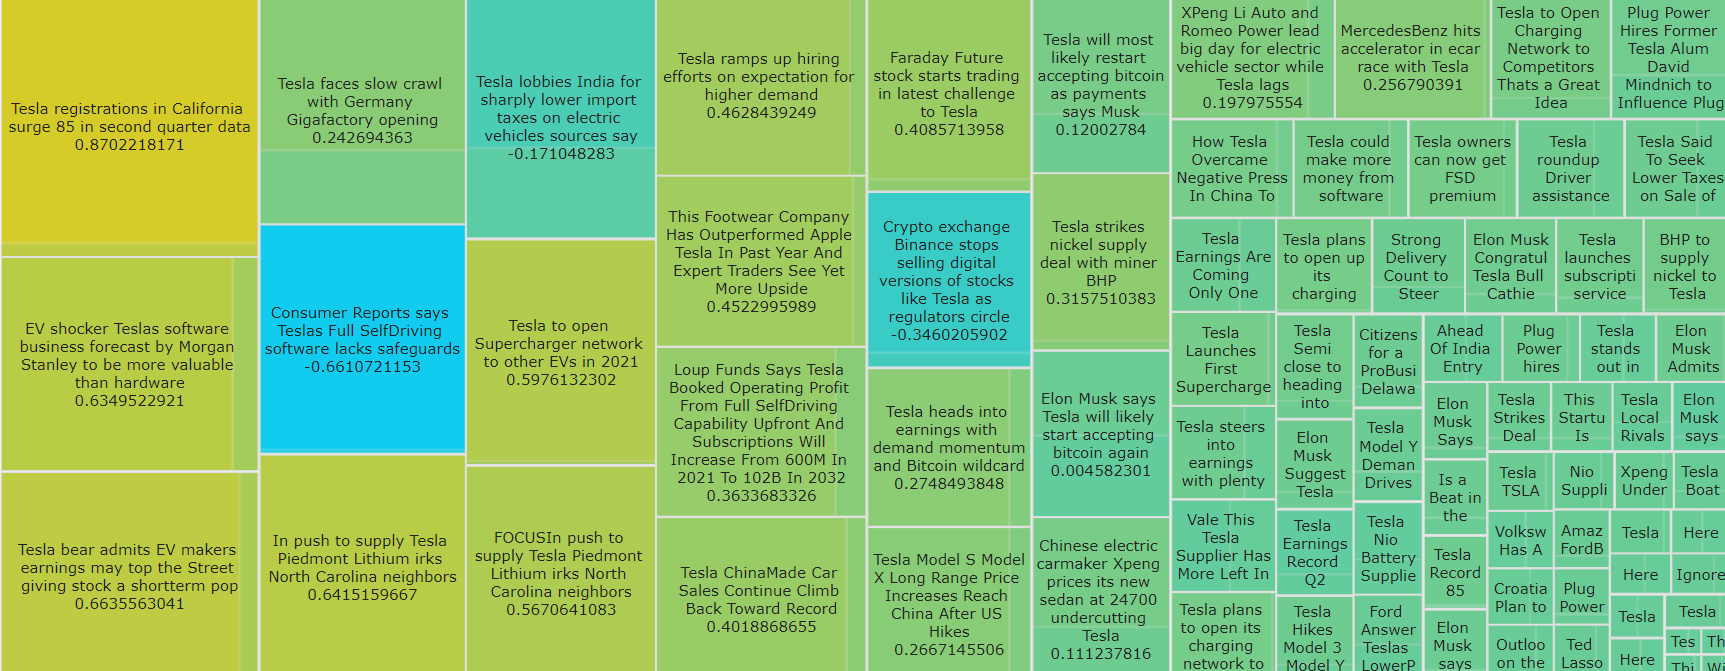 Tesla registrations in California
surge 85 in second quarter data
0.8702218171
EV shocker Teslas software
business forecast by Morgan
Stanley to be more valuable
than hardware
0.6349522921
Tesla bear admits EV makers
earnings may top the Street
giving stock a shortterm pop
0.6635563041
Tesla faces slow crawl
with Germany
Gigafactory opening
0.242694363
Consumer Reports says
Teslas Full SelfDriving
software lacks safeguards
-0.6610721153
In push to supply Tesla
Piedmont Lithium irks
North Carolina neighbors
0.6415159667
Tesla lobbies India for
sharply lower import
taxes on electric
vehicles sources say
-0.171048283
Tesla to open
Supercharger network
to other EVs in 2021
0.5976132302
FOCUSIn push to
supply Tesla Piedmont
Lithium irks North
Carolina neighbors
0.5670641083
Tesla ramps up hiring
efforts on expectation for
higher demand
0.4628439249
This Footwear Company
Has Outperformed Apple
Tesla In Past Year And
Expert Traders See Yet
More Upside
0.4522995989
Loup Funds Says Tesla
Booked Operating Profit
From Full SelfDriving
Capability Upfront And
Subscriptions Will
Increase From 600M In
2021 To 102B In 2032
0.3633683326
Tesla ChinaMade Car
Sales Continue Climb
Back Toward Record
0.4018868655
Faraday Future
stock starts trading
in latest challenge
to Tesla
0.4085713958
Crypto exchange
Binance stops
selling digital
versions of stocks
like Tesla as
regulators circle
-0.3460205902
Tesla heads into
earnings with
demand momentum
and Bitcoin wildcard
0.2748493848
Tesla Model S Model
X Long Range Price
Increases Reach
China After US
Hikes
0.2667145506
Tesla will most
likely restart
accepting bitcoin
as payments
says Musk
0.12002784
Tesla strikes
nickel supply
deal with miner
BHP
0.3157510383
Elon Musk says
Tesla will likely
start accepting
bitcoin again
0.004582301
Chinese electric
carmaker Xpeng
prices its new
sedan at 24700
undercutting
Tesla
0.111237816
XPeng Li Auto and
Romeo Power lead
big day for electric
vehicle sector while
Tesla lags
0.197975554
MercedesBenz hits
accelerator in ecar
race with Tesla
0.256790391
Tesla to Open
Charging
Network to
Competitors
Thats a Great
Idea
Plug Power
Hires Former
Tesla Alum
David
Mindnich to
Influence Plug
How Tesla
Overcame
Negative Press
In China To
Tesla could
make more
money from
software
Tesla owners
can now get
FSD
premium
Tesla
roundup
Driver
assistance
Tesla Said
To Seek
Lower Taxes
on Sale of
Tesla
Earnings Are
Coming
Only One
Tesla plans
to open up
its
charging
Strong
Delivery
Count to
Steer
Elon Musk
Congratul
Tesla Bull
Cathie
Tesla
launches
subscripti
service
BHP to
supply
nickel to
Tesla
Tesla
Launches
First
Supercharge
Tesla steers
into
earnings
with plenty
Vale This
Tesla
Supplier Has
More Left In
Tesla plans
to open its
charging
network to
Tesla
Semi
close to
heading
into
Elon
Musk
Suggest
Tesla
Tesla
Earnings
Record
Q2
Tesla
Hikes
Model 3
Model Y
Citizens
for a
ProBusi
Delawa
Tesla
Model Y
Deman
Drives
Tesla
Nio
Battery
Supplie
Ford
Answer
Teslas
LowerP
Ahead
Of India
Entry
Plug
Power
hires
Tesla
stands
out in
Elon
Musk
Admits
Elon
Musk
Says
Is a
Beat in
the
Tesla
Record
85
Elon
Musk
says
Tesla
Strikes
Deal
This
Startu
Is
Tesla
Local
Rivals
Elon
Musk
says
Tesla
TSLA
Nio
Suppli
Xpeng
Under
Tesla
Boat
Volksw
Has A
Amaz
FordB
Tesla
Here
Croatia
Plan to
Plug
Power
Here
Ignore
Outloo
on the
Ted
Lasso
Tesla
Tesla
Here
Tes
Th
Thi
Wi